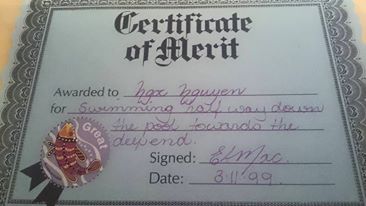 Certificate
of Merit
Awarded to Ngx Nguyen
for Swimming half way down
the pool towards the
deep end.
Great
Signed:
Date: 3.11.99